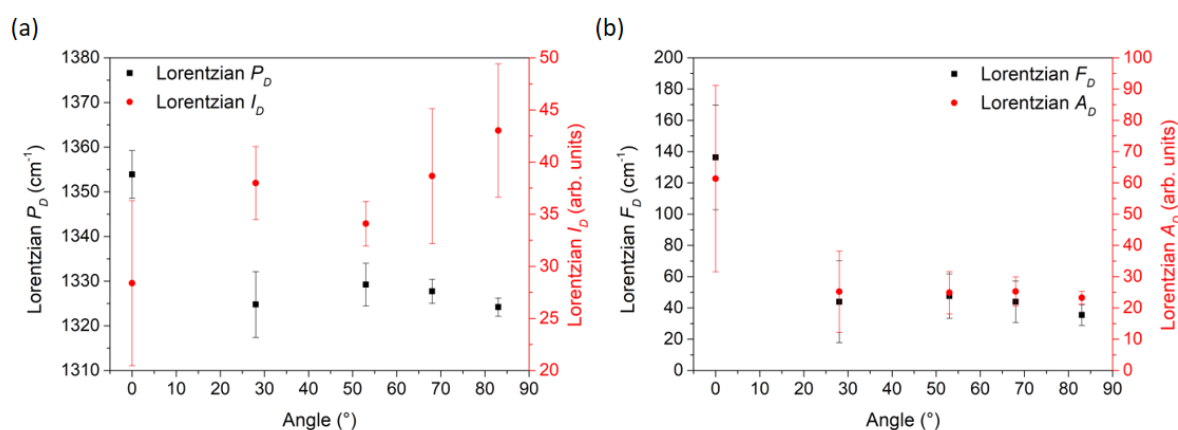 (a)
1380
1370
1360
1350
1340
1330
1320
1310
Lorentzian P_D (cm⁻¹)
Lorentzian P_D
Lorentzian I_D
50
45
40
35
30
25
20
Lorentzian I_D (arb. units)
0 10 20 30 40 50 60 70 80 90
Angle (°)
(b)
200
180
160
140
120
100
80
60
40
20
0
Lorentzian F_D (cm⁻¹)
Lorentzian F_D
Lorentzian A_D
100
90
80
70
60
50
40
30
20
10
0
Lorentzian A_D (arb. units)
0 10 20 30 40 50 60 70 80 90
Angle (°)